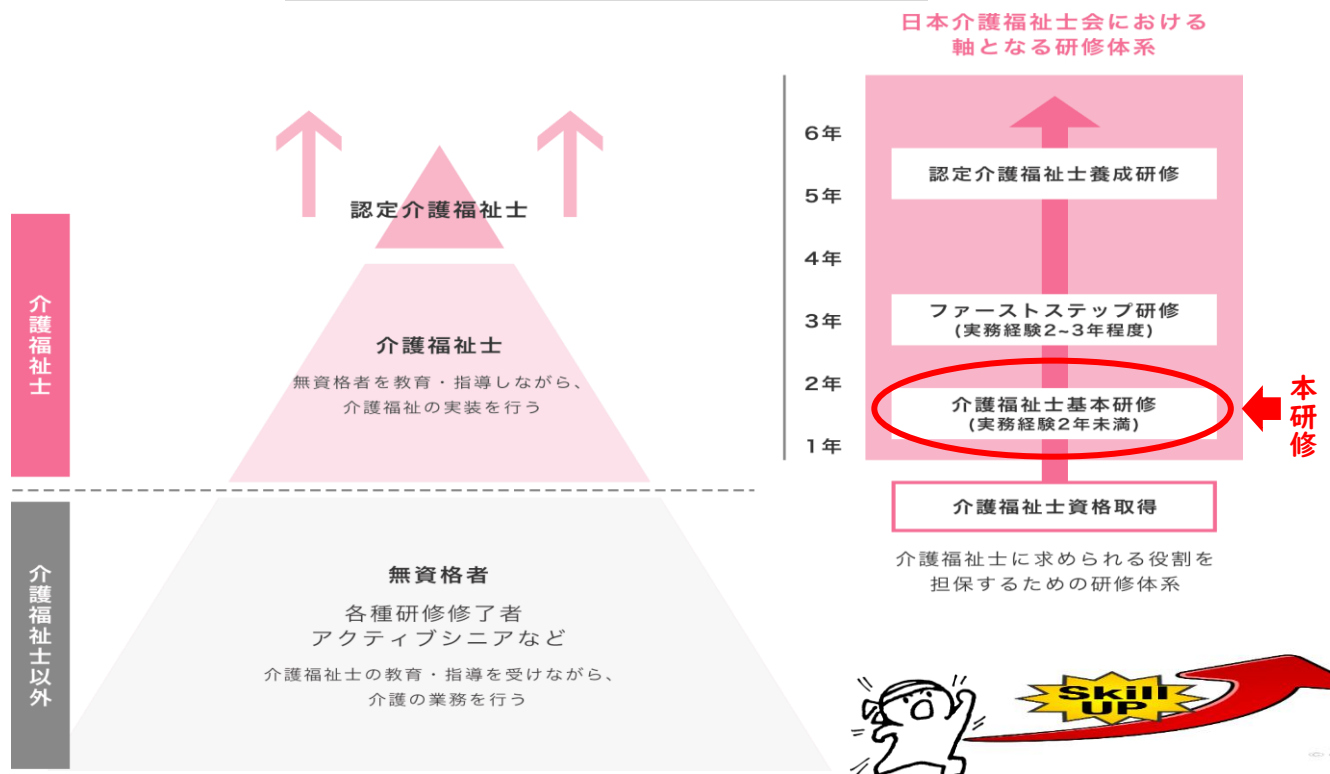 日本介護福祉士会における
軸となる研修体系
認定介護福祉士
介護福祉士
無資格者を教育・指導しながら、
介護福祉の実装を行う
無資格者
各種研修修了者
アクティブシニアなど
介護福祉士の教育・指導を受けながら、
介護の業務を行う
介護福祉士
介護福祉士以外
6年
5年
4年
3年
2年
1年
認定介護福祉士養成研修
ファーストステップ研修
(実務経験2~3年程度)
介護福祉士基本研修
(実務経験2年未満)
本研修
介護福祉士資格取得
介護福祉士に求められる役割を
担保するための研修体系
Skill
UP